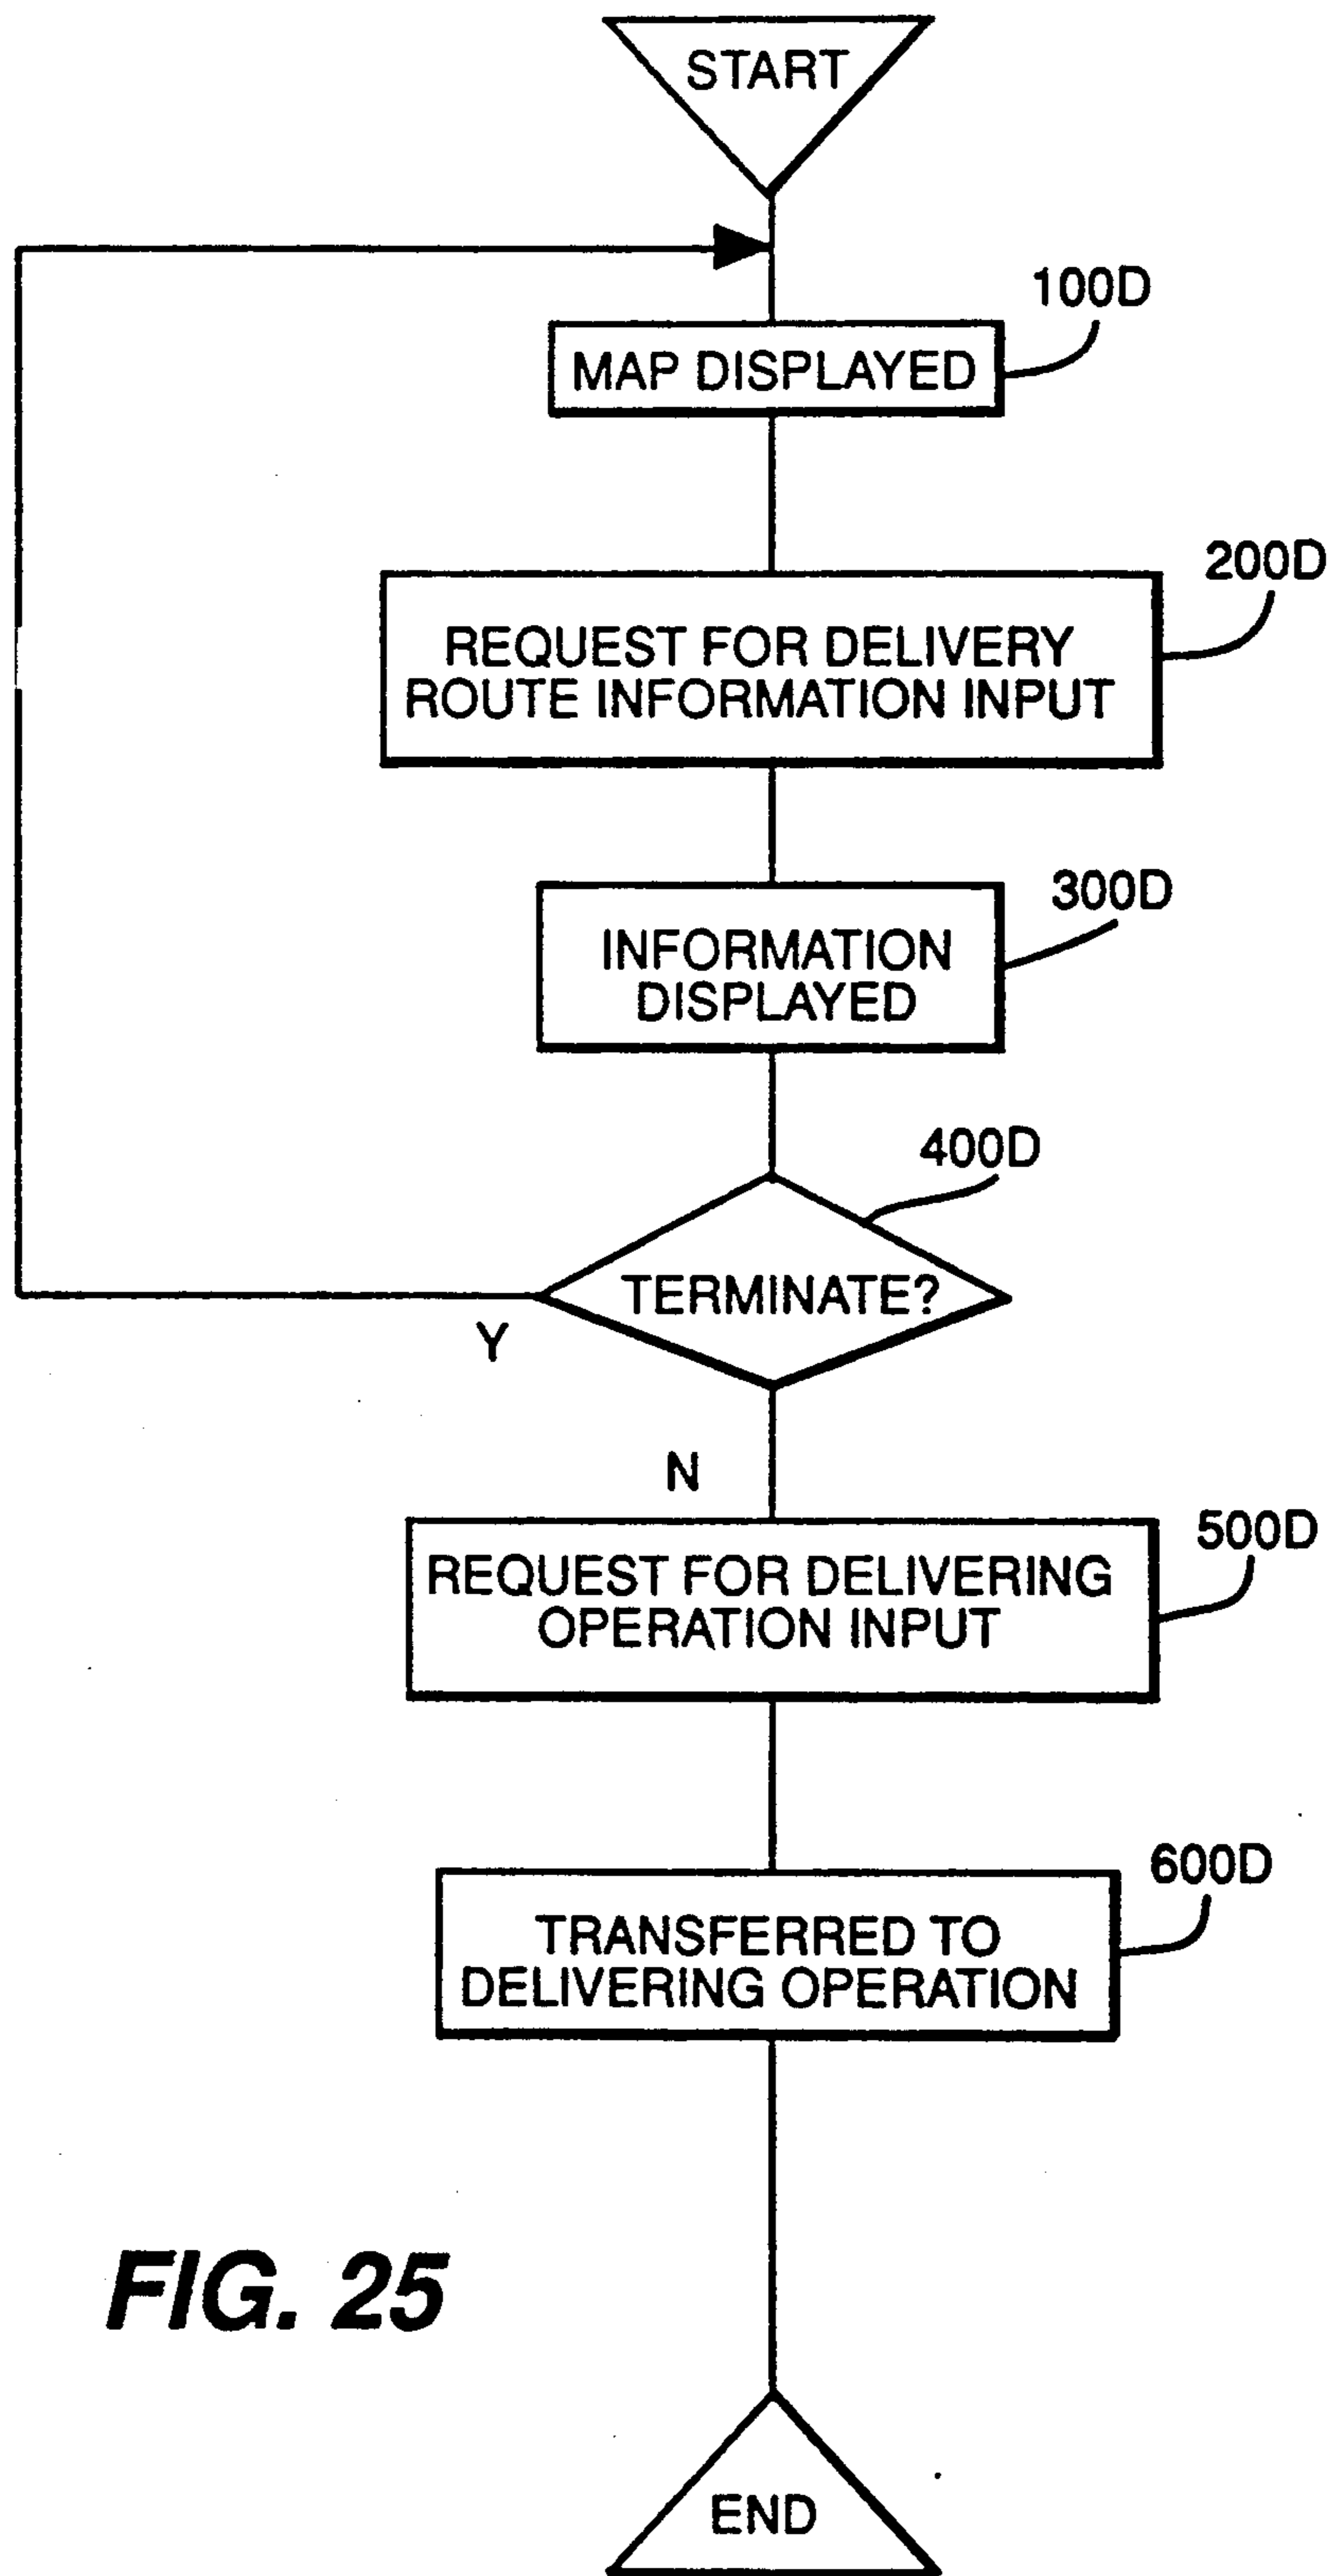 START
100D
MAP DISPLAYED
200D
REQUEST FOR DELIVERY
ROUTE INFORMATION INPUT
300D
INFORMATION
DISPLAYED
400D
TERMINATE?
Y
N
500D
REQUEST FOR DELIVERING
OPERATION INPUT
600D
TRANSFERRED TO
DELIVERING OPERATION
FIG. 25
END